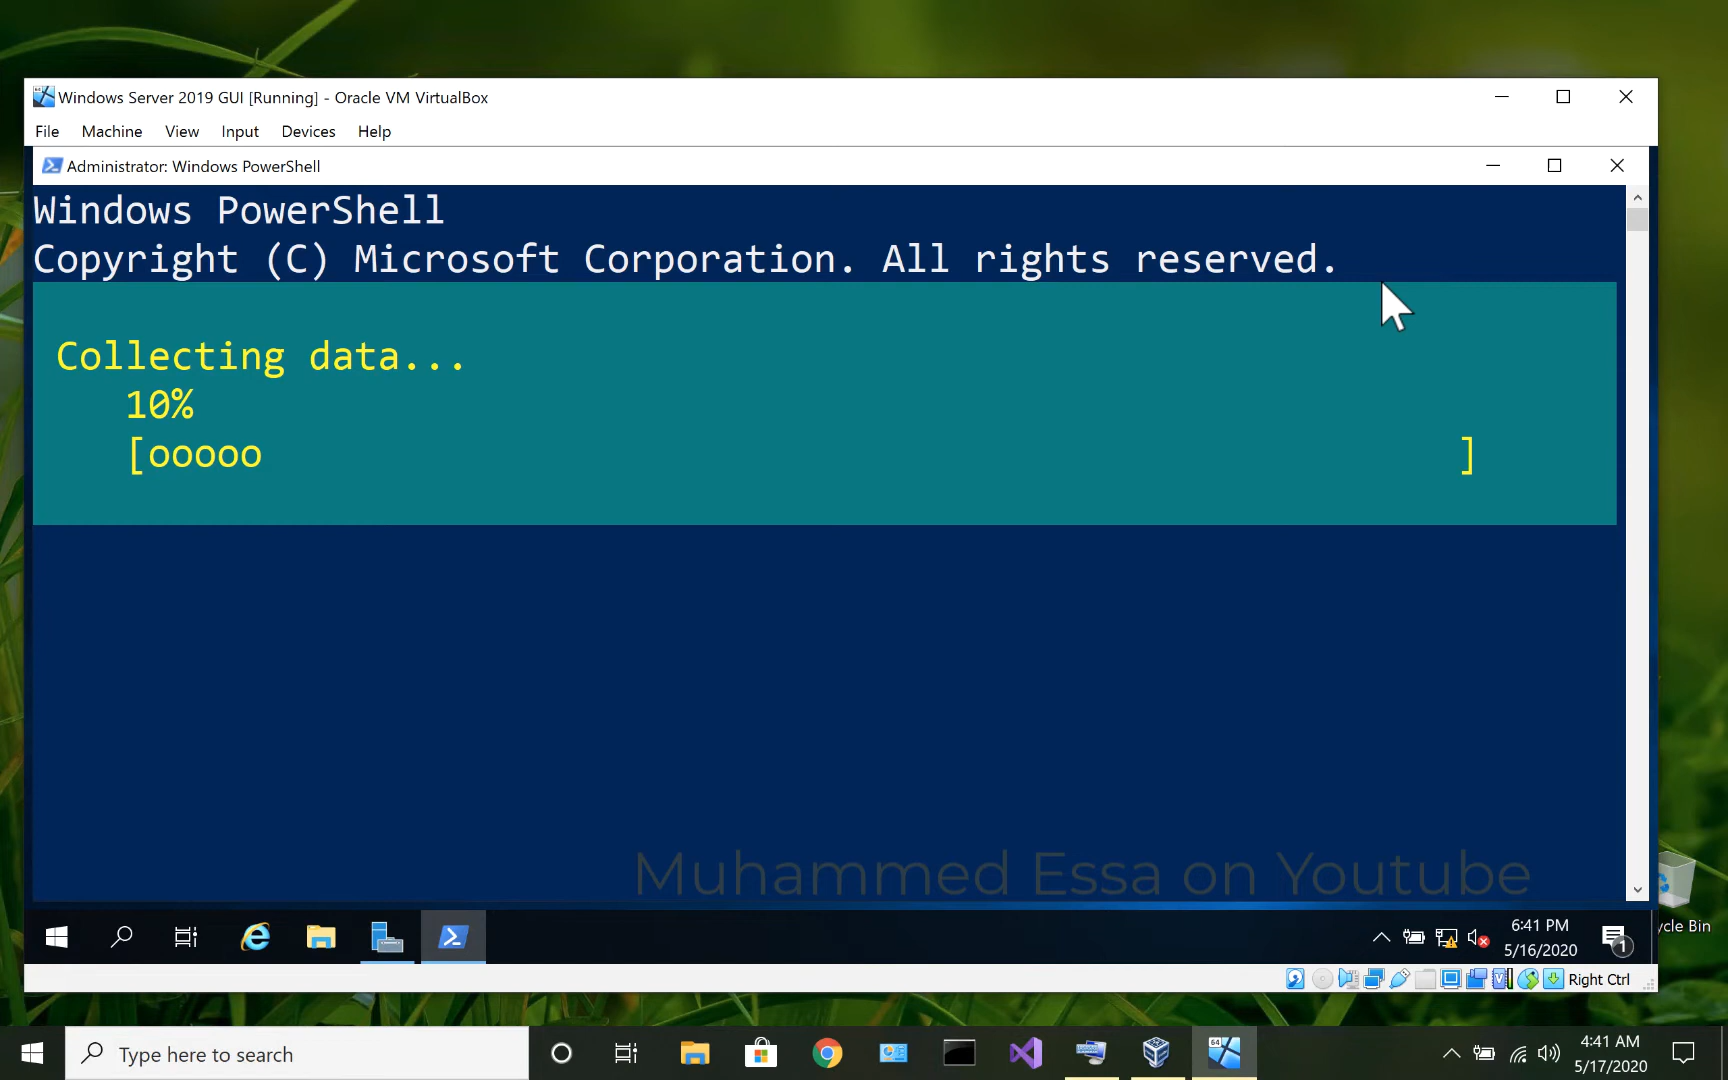 Windows Server 2019 GUI [Running] - Oracle VM VirtualBox
File Machine View Input Devices Help
Administrator: Windows PowerShell
Windows PowerShell
Copyright (C) Microsoft Corporation. All rights reserved.
Collecting data...
10%
[ooooo ]
Muhammed Essa on Youtube
6:41 PM
5/16/2020
1
ycle Bin
Right Ctrl
Type here to search
64
4:41 AM
5/17/2020